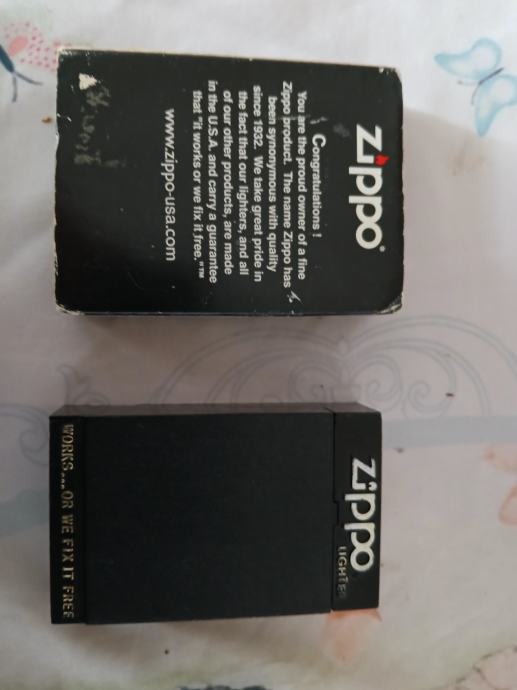 Zippo®
Congratulations !
You are the proud owner of a fine
Zippo product. The name Zippo has
been synonymous with quality
since 1932. We take great pride in
the fact that our lighters, and all
of our other products, are made
in the U.S.A. and carry a guarantee
that "it works or we fix it free."™
www.zippo-usa.com
Zippo
LIGHTER
WORKS...OR WE FIX IT FREE